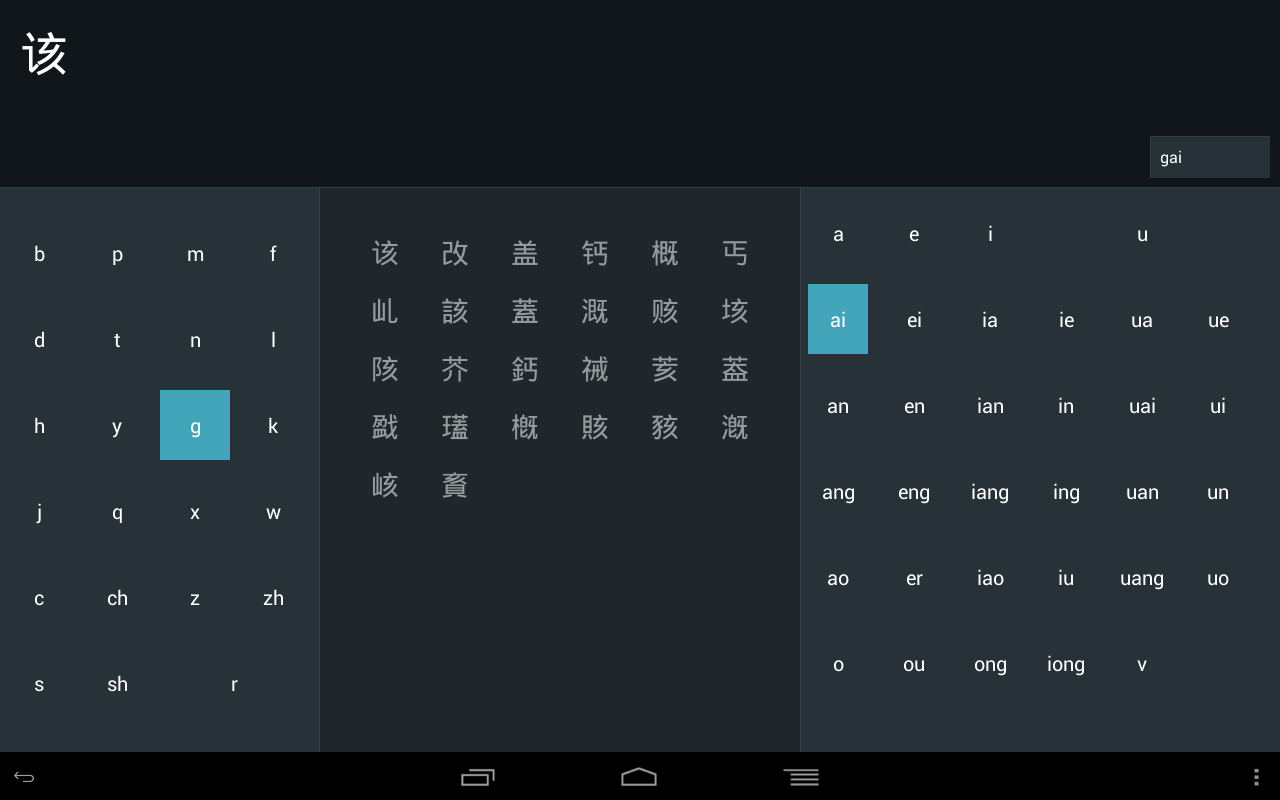 该
gai
b p m f
d t n l
h y g k
j q x w
c ch z zh
s sh r
该 改 盖 钙 概 丐
乢 該 蓋 溉 赅 垓
陔 芥 鈣 祴 荄 葢
戤 瓂 槪 賅 豥 漑
峐 賌
a e i u
ai ei ia ie ua ue
an en ian in uai ui
ang eng iang ing uan un
ao er iao iu uang uo
o ou ong iong v